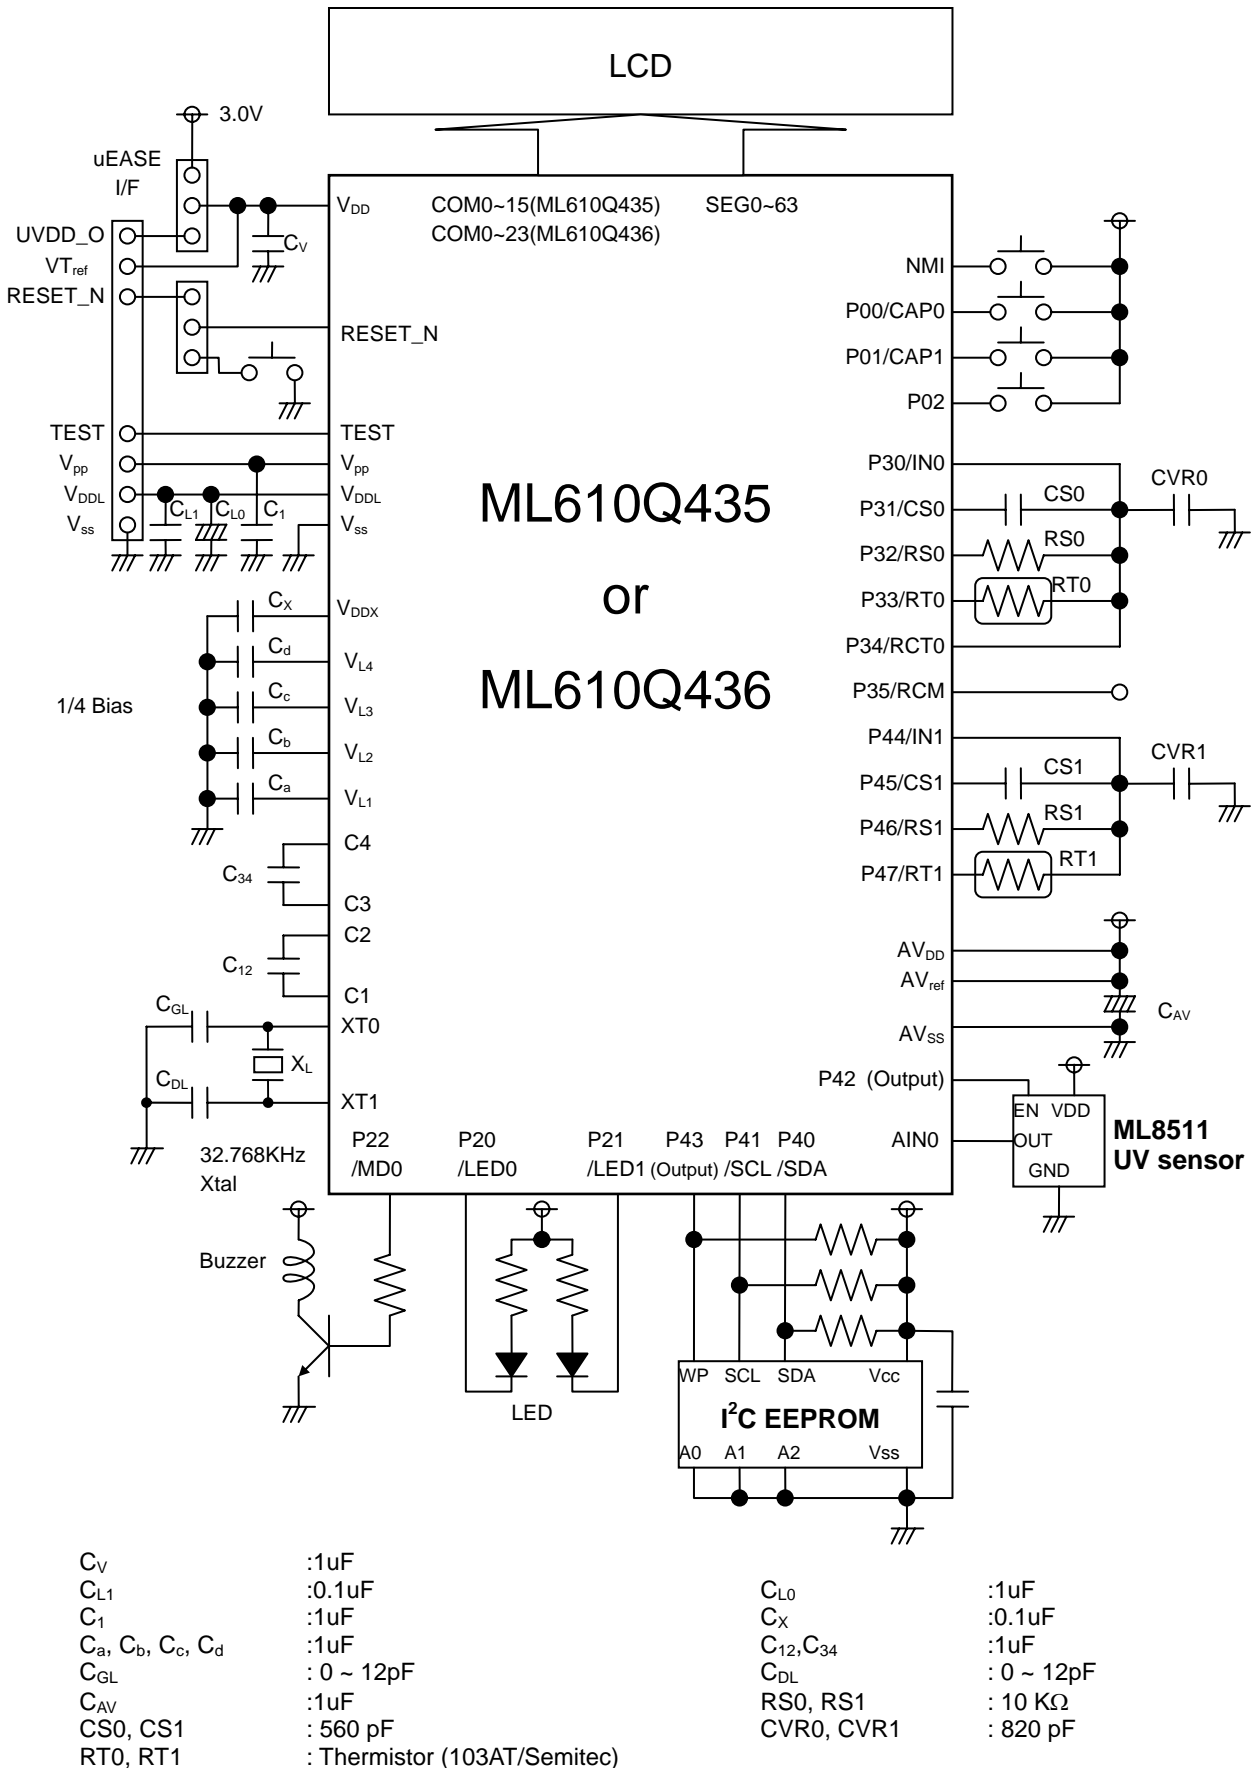 LCD
3.0V
uEASE
I/F
UVDD_O
VTref
RESET_N
VDD
CV
COM0~15(ML610Q435)
COM0~23(ML610Q436)
SEG0~63
RESET_N
NMI
P00/CAP0
P01/CAP1
P02
TEST
Vpp
VDDL
Vss
CL1
CL0
C1
TEST
Vpp
VDDL
Vss
ML610Q435
or
ML610Q436
P30/IN0
P31/CS0
P32/RS0
P33/RT0
P34/RCT0
P35/RCM
P44/IN1
P45/CS1
P46/RS1
P47/RT1
CS0
CVR0
RS0
RT0
CS1
CVR1
RS1
RT1
1/4 Bias
CX
Cd
Cc
Cb
Ca
VDDX
VL4
VL3
VL2
VL1
C34
C4
C3
C12
C2
C1
CGL
XT0
XL
CDL
XT1
32.768KHz
Xtal
AVDD
AVref
AVSS
CAV
P42 (Output)
AIN0
EN VDD
OUT
GND
ML8511
UV sensor
P22
/MD0
P20
/LED0
P21
/LED1
P43
(Output)
P41
/SCL
P40
/SDA
Buzzer
LED
WP SCL SDA Vcc
I2C EEPROM
A0 A1 A2 Vss
CV :1uF
CL1 :0.1uF
C1 :1uF
Ca, Cb, Cc, Cd :1uF
CGL : 0 ~ 12pF
CAV :1uF
CS0, CS1 : 560 pF
RT0, RT1 : Thermistor (103AT/Semitec)
CL0 :1uF
CX :0.1uF
C12,C34 :1uF
CDL : 0 ~ 12pF
RS0, RS1 : 10 KΩ
CVR0, CVR1 : 820 pF